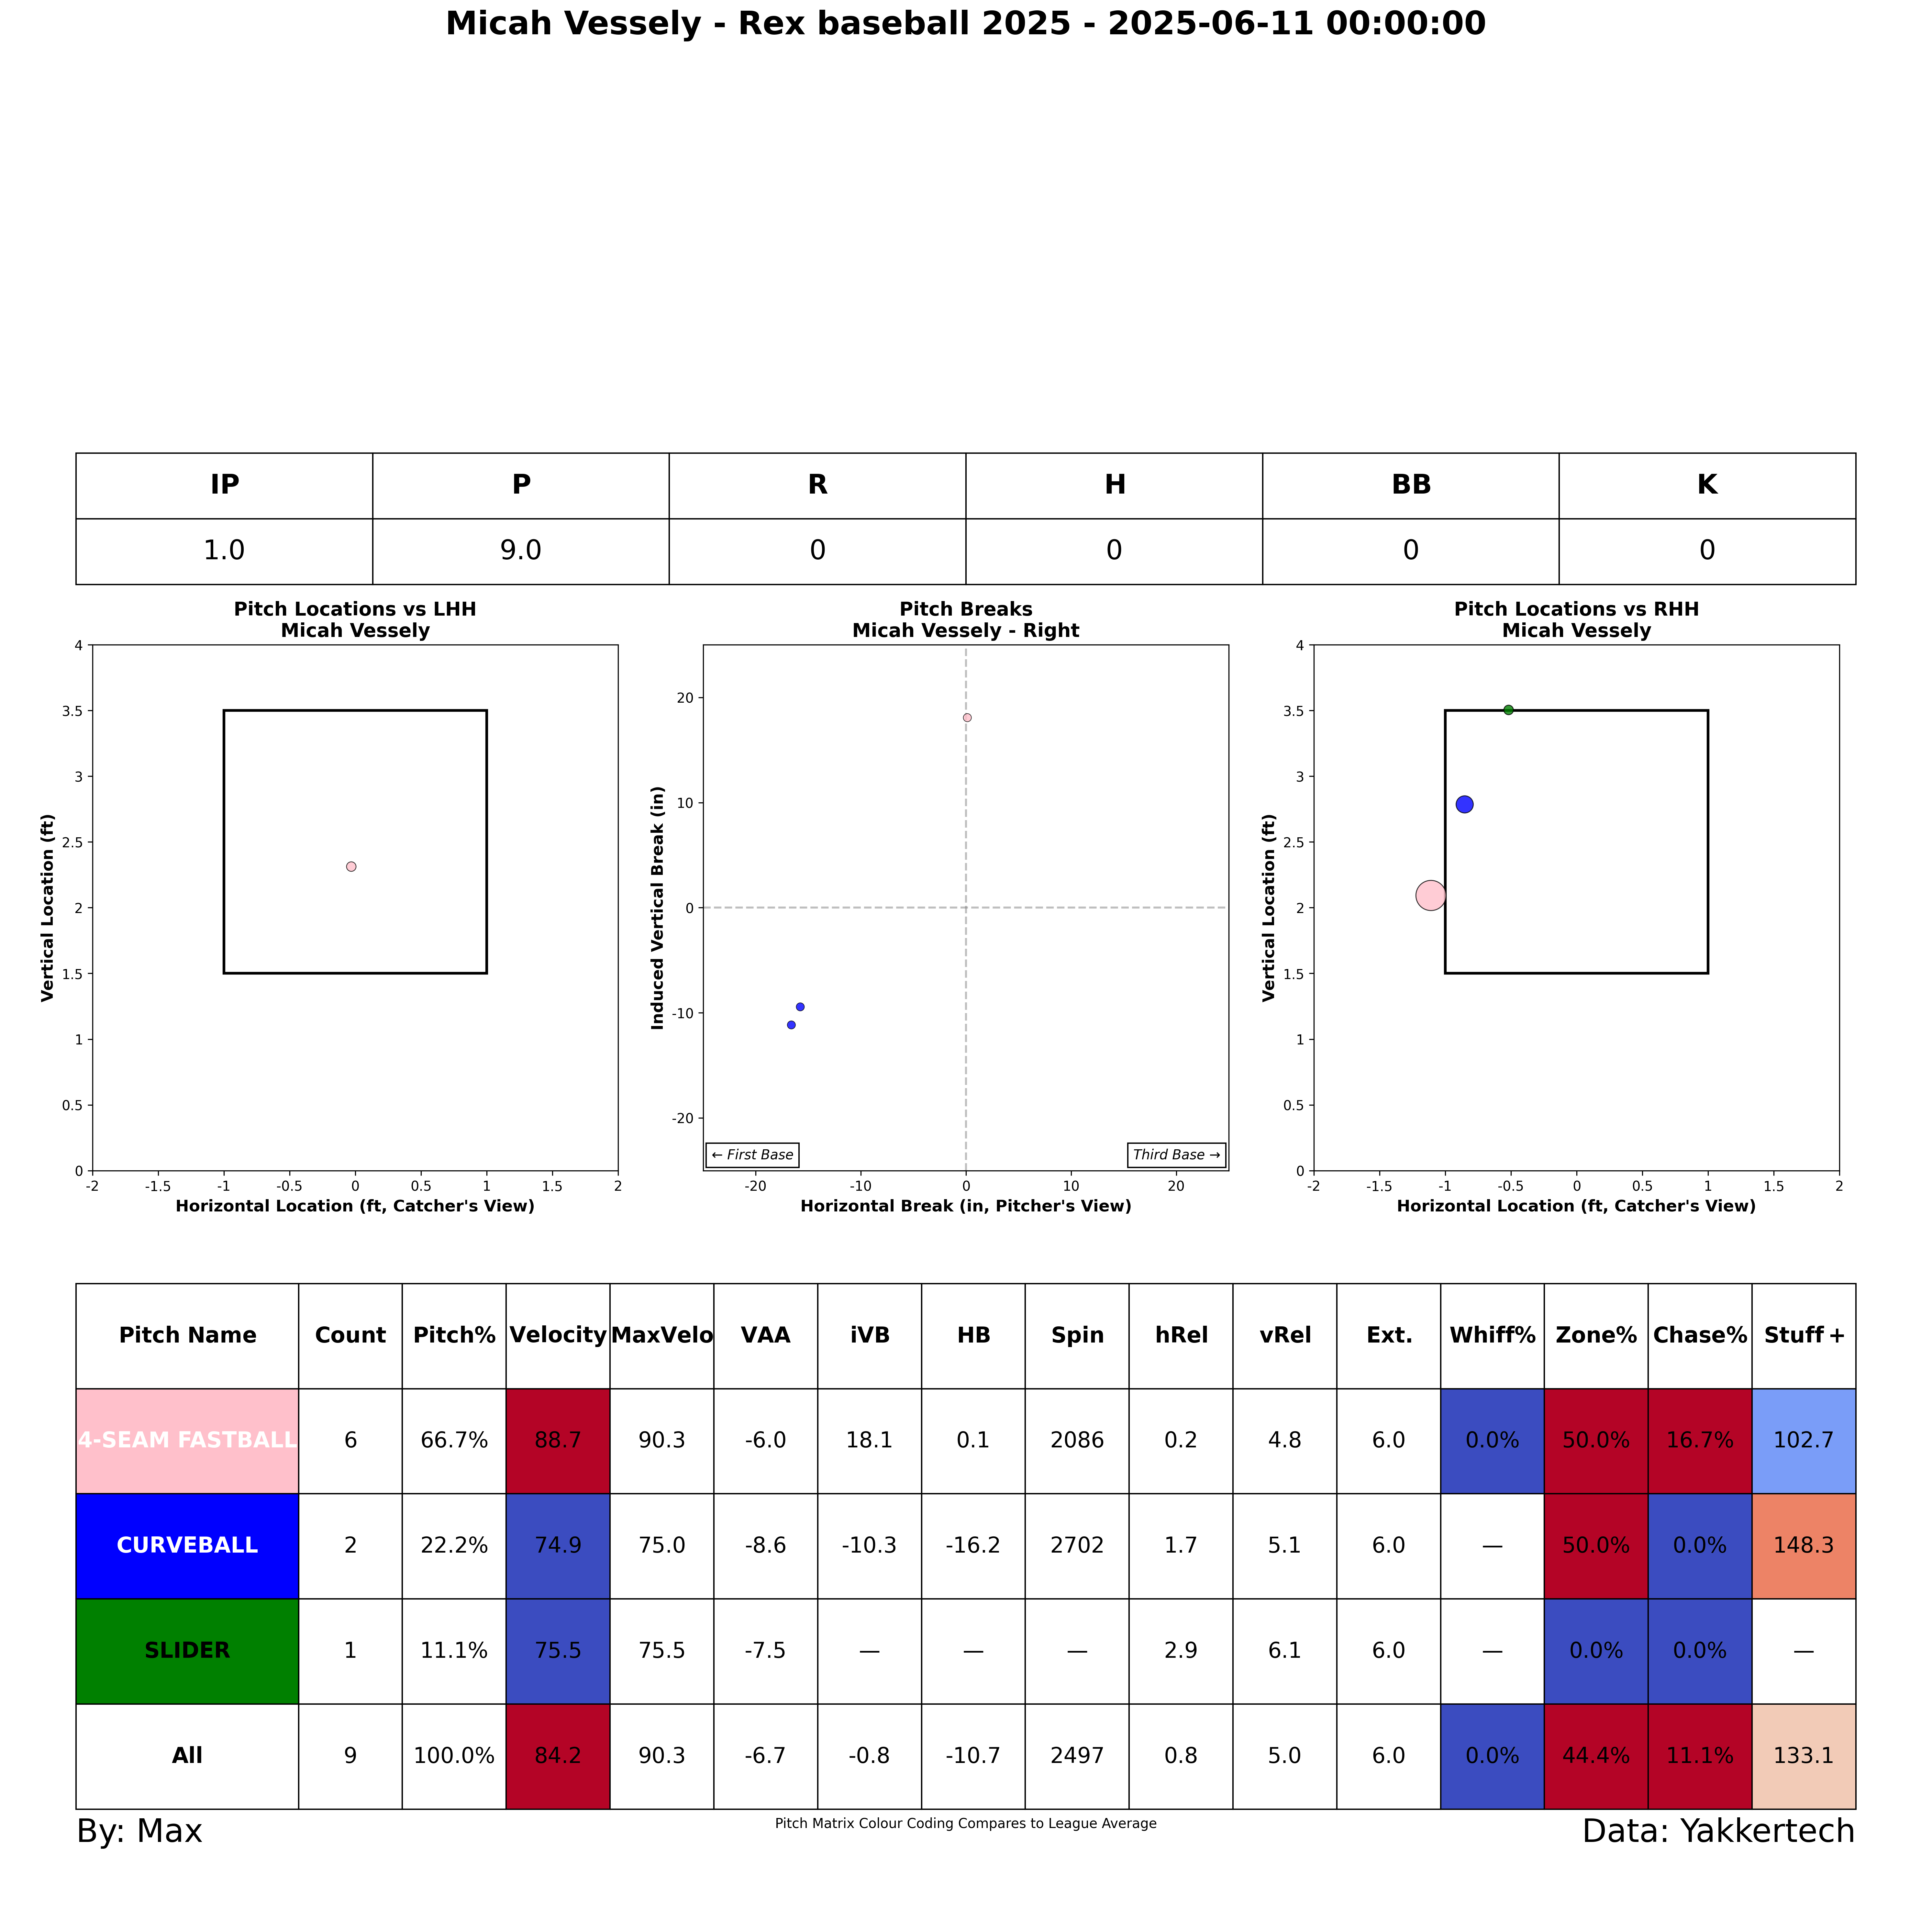 Micah Vessely - Rex baseball 2025 - 2025-06-11 00:00:00
IP P R H BB K
1.0 9.0 0 0 0 0
Pitch Locations vs LHH
Micah Vessely
4
3.5
3
2.5
2
1.5
1
0.5
0
-2 -1.5 -1 -0.5 0 0.5 1 1.5 2
Vertical Location (ft)
Horizontal Location (ft, Catcher's View)
Pitch Breaks
Micah Vessely - Right
20
10
0
-10
-20
-20 -10 0 10 20
← First Base
Third Base →
Induced Vertical Break (in)
Horizontal Break (in, Pitcher's View)
Pitch Locations vs RHH
Micah Vessely
4
3.5
3
2.5
2
1.5
1
0.5
0
-2 -1.5 -1 -0.5 0 0.5 1 1.5 2
Vertical Location (ft)
Horizontal Location (ft, Catcher's View)
Pitch Name Count Pitch% Velocity MaxVelo VAA iVB HB Spin hRel vRel Ext. Whiff% Zone% Chase% Stuff+
4-SEAM FASTBALL 6 66.7% 88.7 90.3 -6.0 18.1 0.1 2086 0.2 4.8 6.0 0.0% 50.0% 16.7% 102.7
CURVEBALL 2 22.2% 74.9 75.0 -8.6 -10.3 -16.2 2702 1.7 5.1 6.0 — 50.0% 0.0% 148.3
SLIDER 1 11.1% 75.5 75.5 -7.5 — — — 2.9 6.1 6.0 — 0.0% 0.0% —
All 9 100.0% 84.2 90.3 -6.7 -0.8 -10.7 2497 0.8 5.0 6.0 0.0% 44.4% 11.1% 133.1
By: Max
Pitch Matrix Colour Coding Compares to League Average
Data: Yakkertech